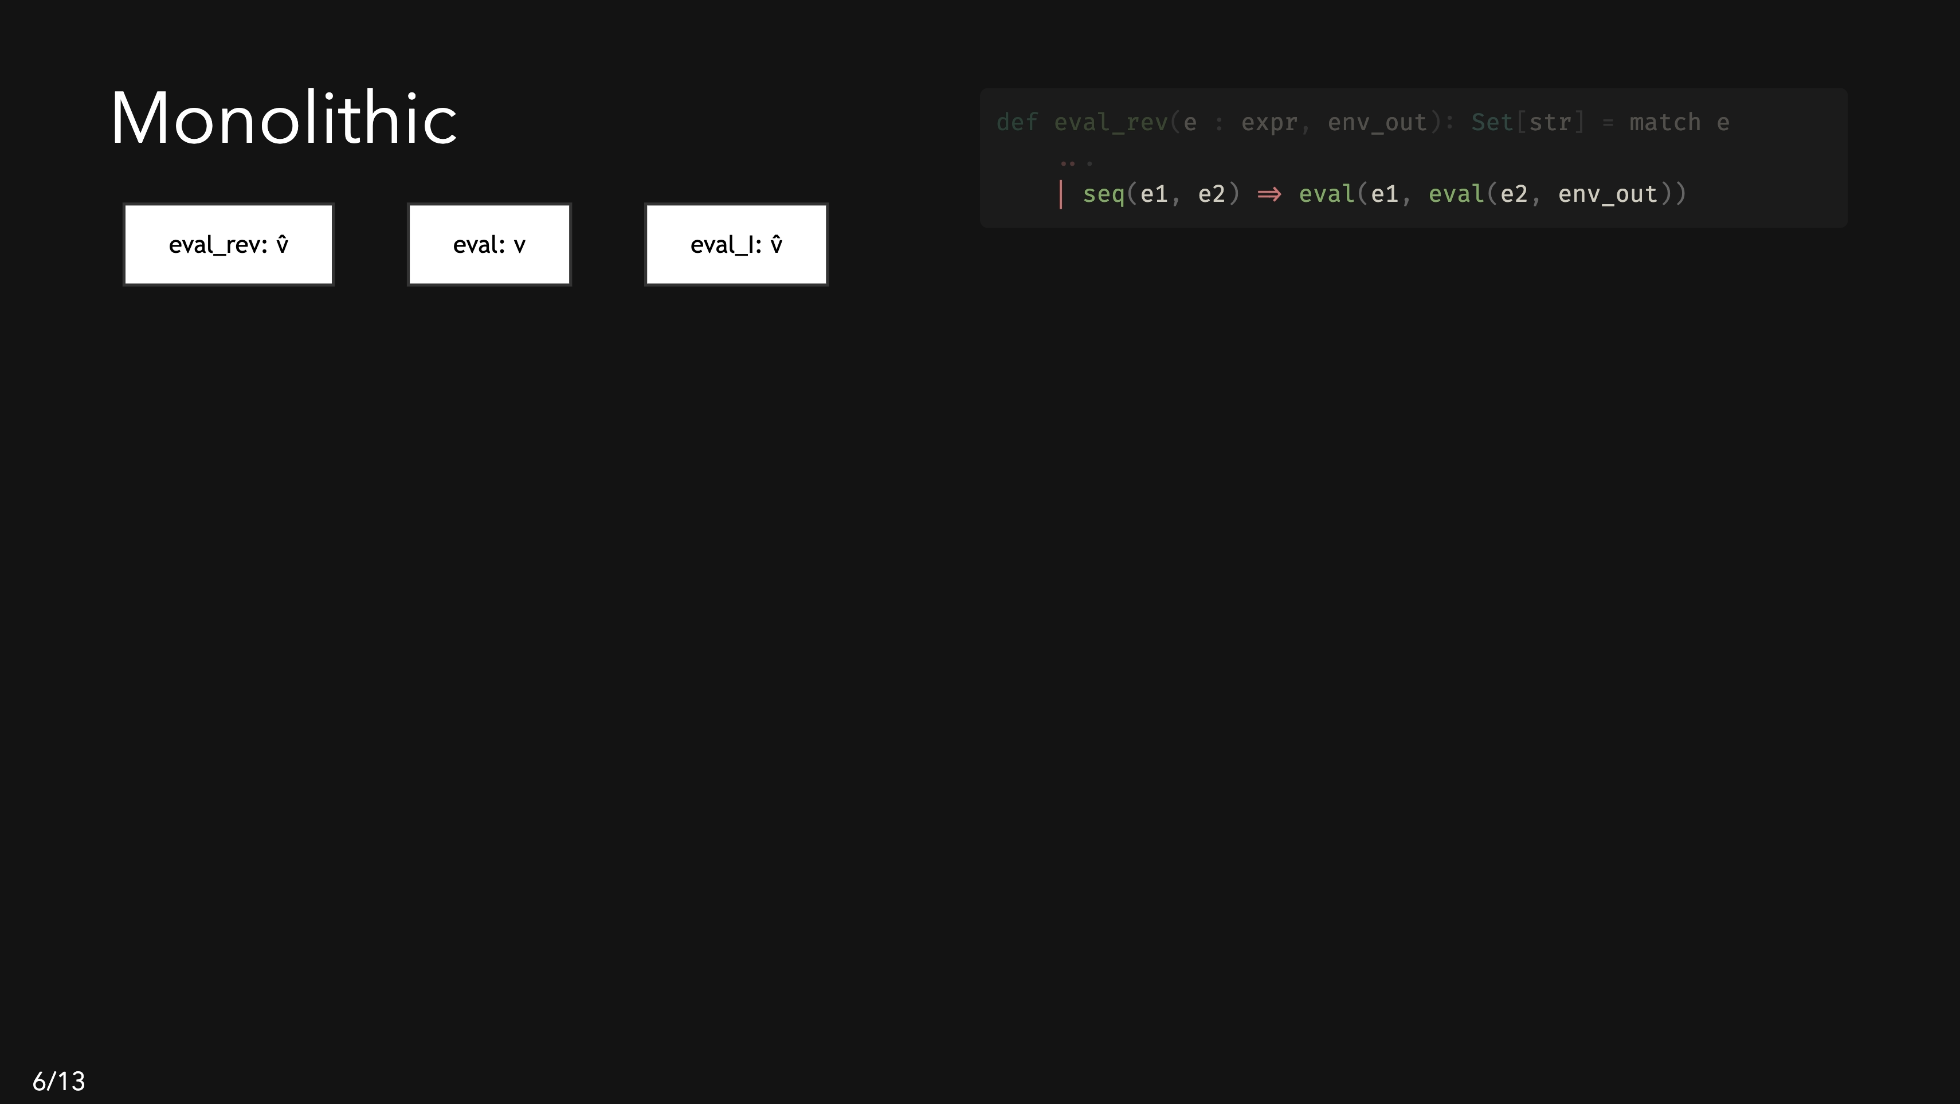 Monolithic
eval_rev: v̂
eval: v
eval_I: v̂
def eval_rev(e : expr, env_out): Set[str] = match e
...
| seq(e1, e2) ⇒ eval(e1, eval(e2, env_out))
6/13